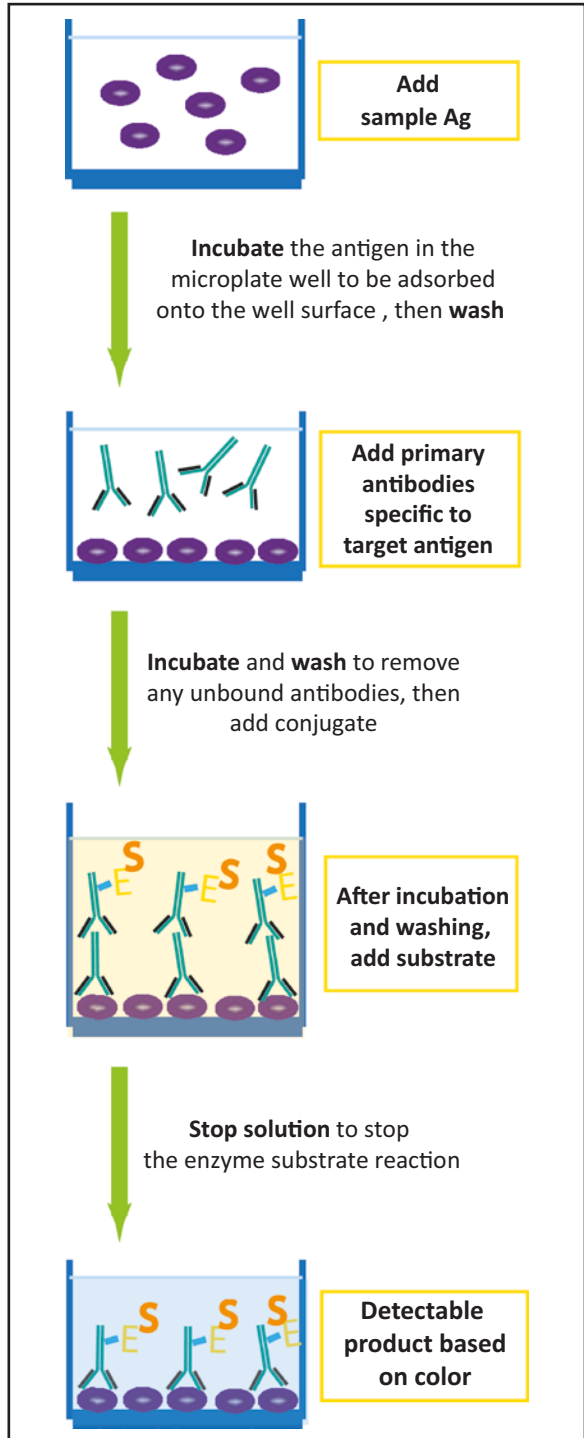 Add
sample Ag
Incubate the antigen in the
microplate well to be adsorbed
onto the well surface , then wash
Add primary
antibodies
specific to
target antigen
Incubate and wash to remove
any unbound antibodies, then
add conjugate
S S S
E E E
After incubation
and washing,
add substrate
Stop solution to stop
the enzyme substrate reaction
S S S
E E E
Detectable
product based
on color